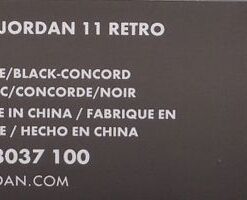 JORDAN 11 RETRO
E/BLACK-CONCORD
C/CONCORDE/NOIR
E IN CHINA / FABRIQUE EN
E / HECHO EN CHINA
3037 100
DAN.COM